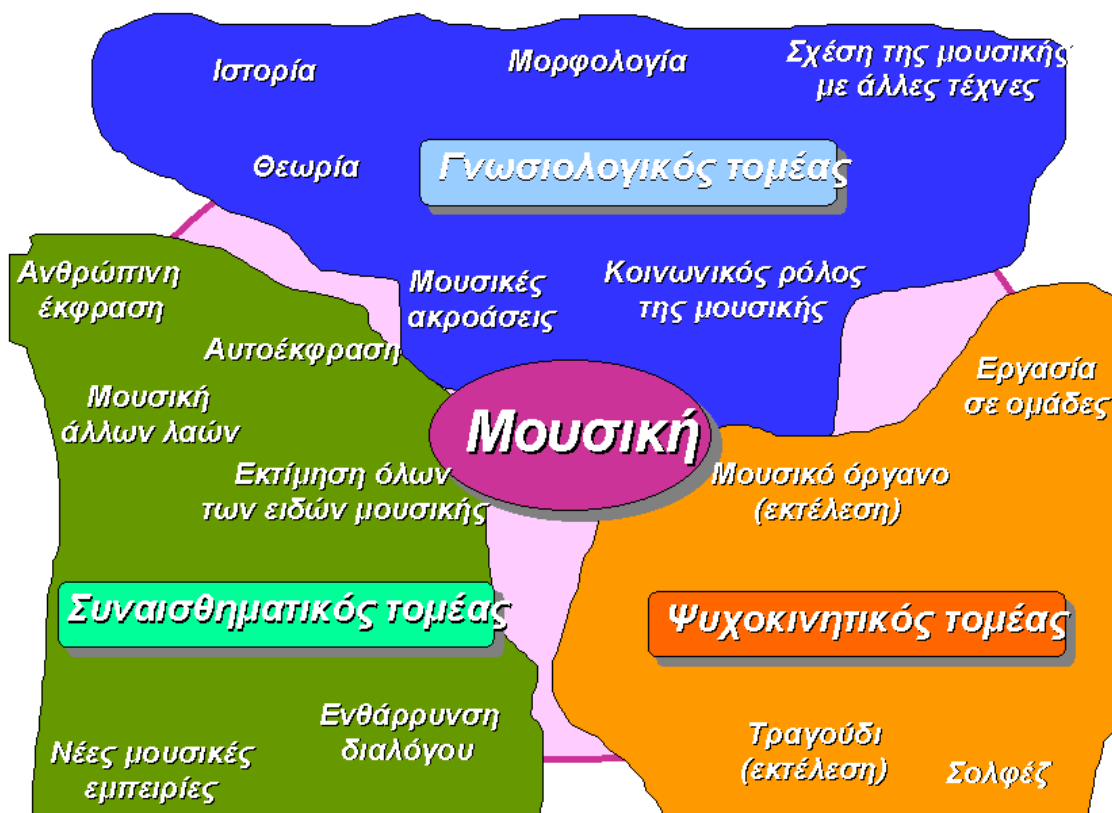 Ιστορία
Μορφολογία
Σχέση της μουσικής
με άλλες τέχνες
Θεωρία
Γνωσιολογικός τομέας
Μουσικές
ακροάσεις
Κοινωνικός ρόλος
της μουσικής
Ανθρώπινη
έκφραση
Αυτοέκφραση
Μουσική
άλλων λαών
Εκτίμηση όλων
των ειδών μουσικής
Μουσική
Εργασία
σε ομάδες
Μουσικό όργανο
(εκτέλεση)
Συναισθηματικός τομέας
Ψυχοκινητικός τομέας
Ενθάρρυνση
διαλόγου
Νέες μουσικές
εμπειρίες
Τραγούδι
(εκτέλεση)
Σολφέζ